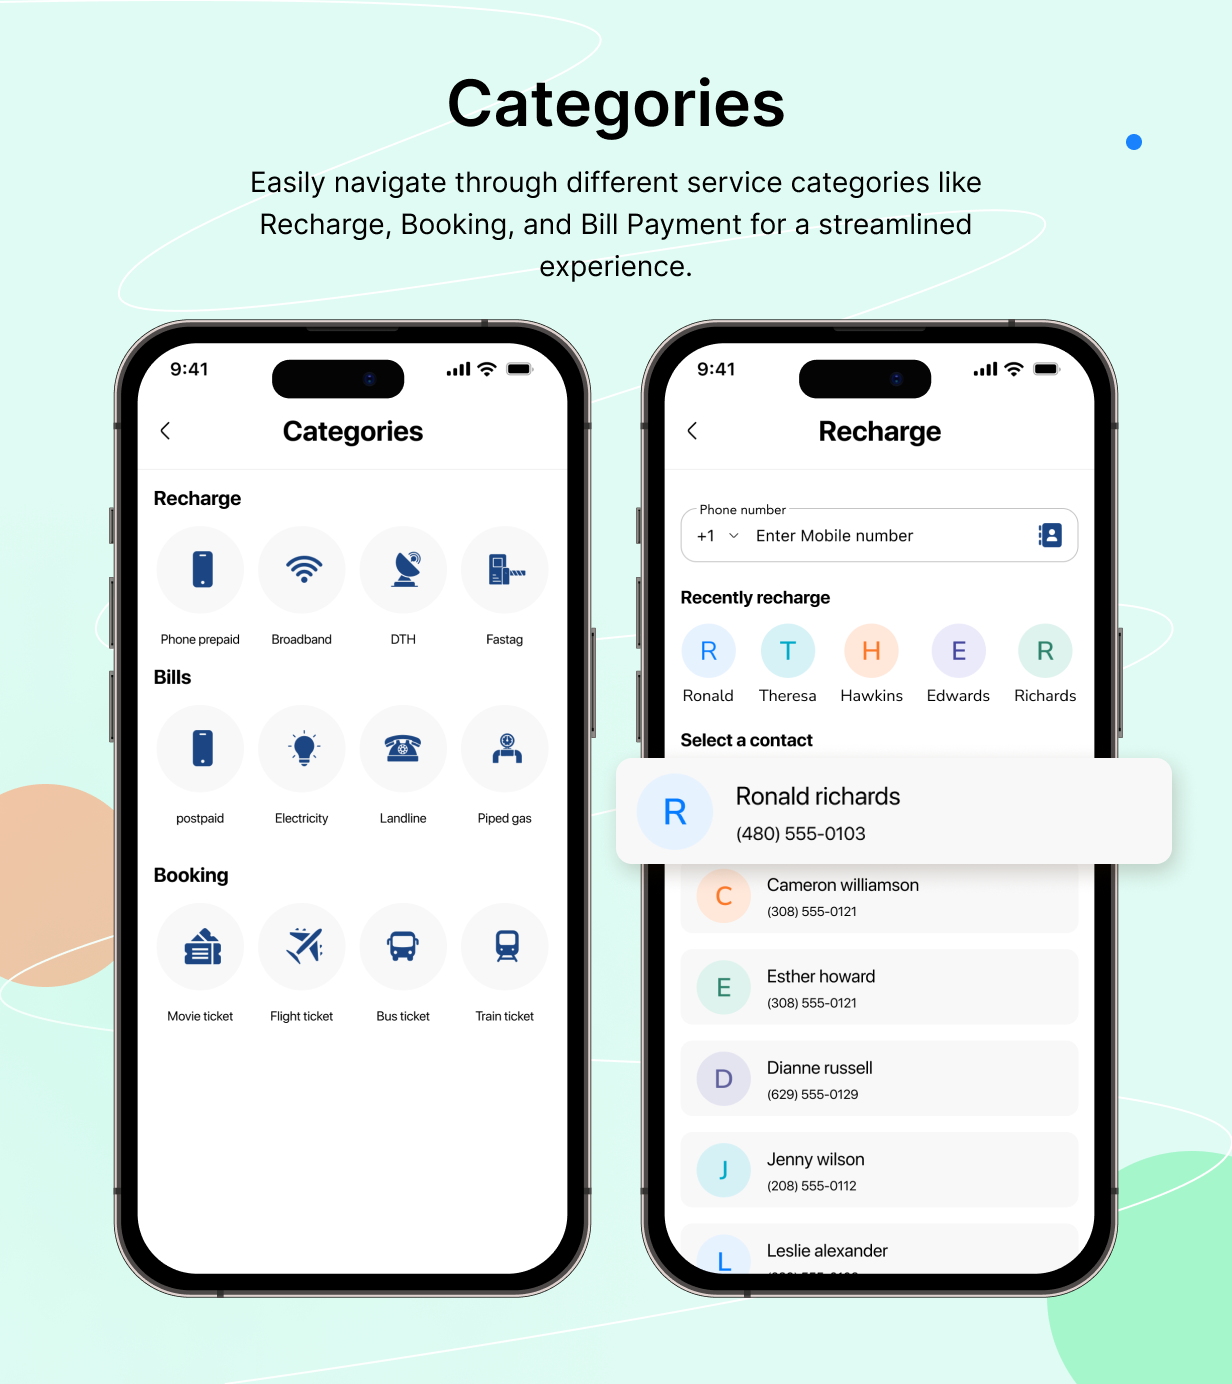 Categories
Easily navigate through different service categories like
Recharge, Booking, and Bill Payment for a streamlined
experience.
9:41
Categories
Recharge
Phone prepaid
Broadband
DTH
Fastag
Bills
postpaid
Electricity
Landline
Piped gas
Booking
Movie ticket
Flight ticket
Bus ticket
Train ticket
9:41
Recharge
Phone number
+1
Enter Mobile number
Recently recharge
R
T
H
E
R
Ronald
Theresa
Hawkins
Edwards
Richards
Select a contact
R
Ronald richards
(480) 555-0103
C
Cameron williamson
(308) 555-0121
E
Esther howard
(308) 555-0121
D
Dianne russell
(629) 555-0129
J
Jenny wilson
(208) 555-0112
L
Leslie alexander